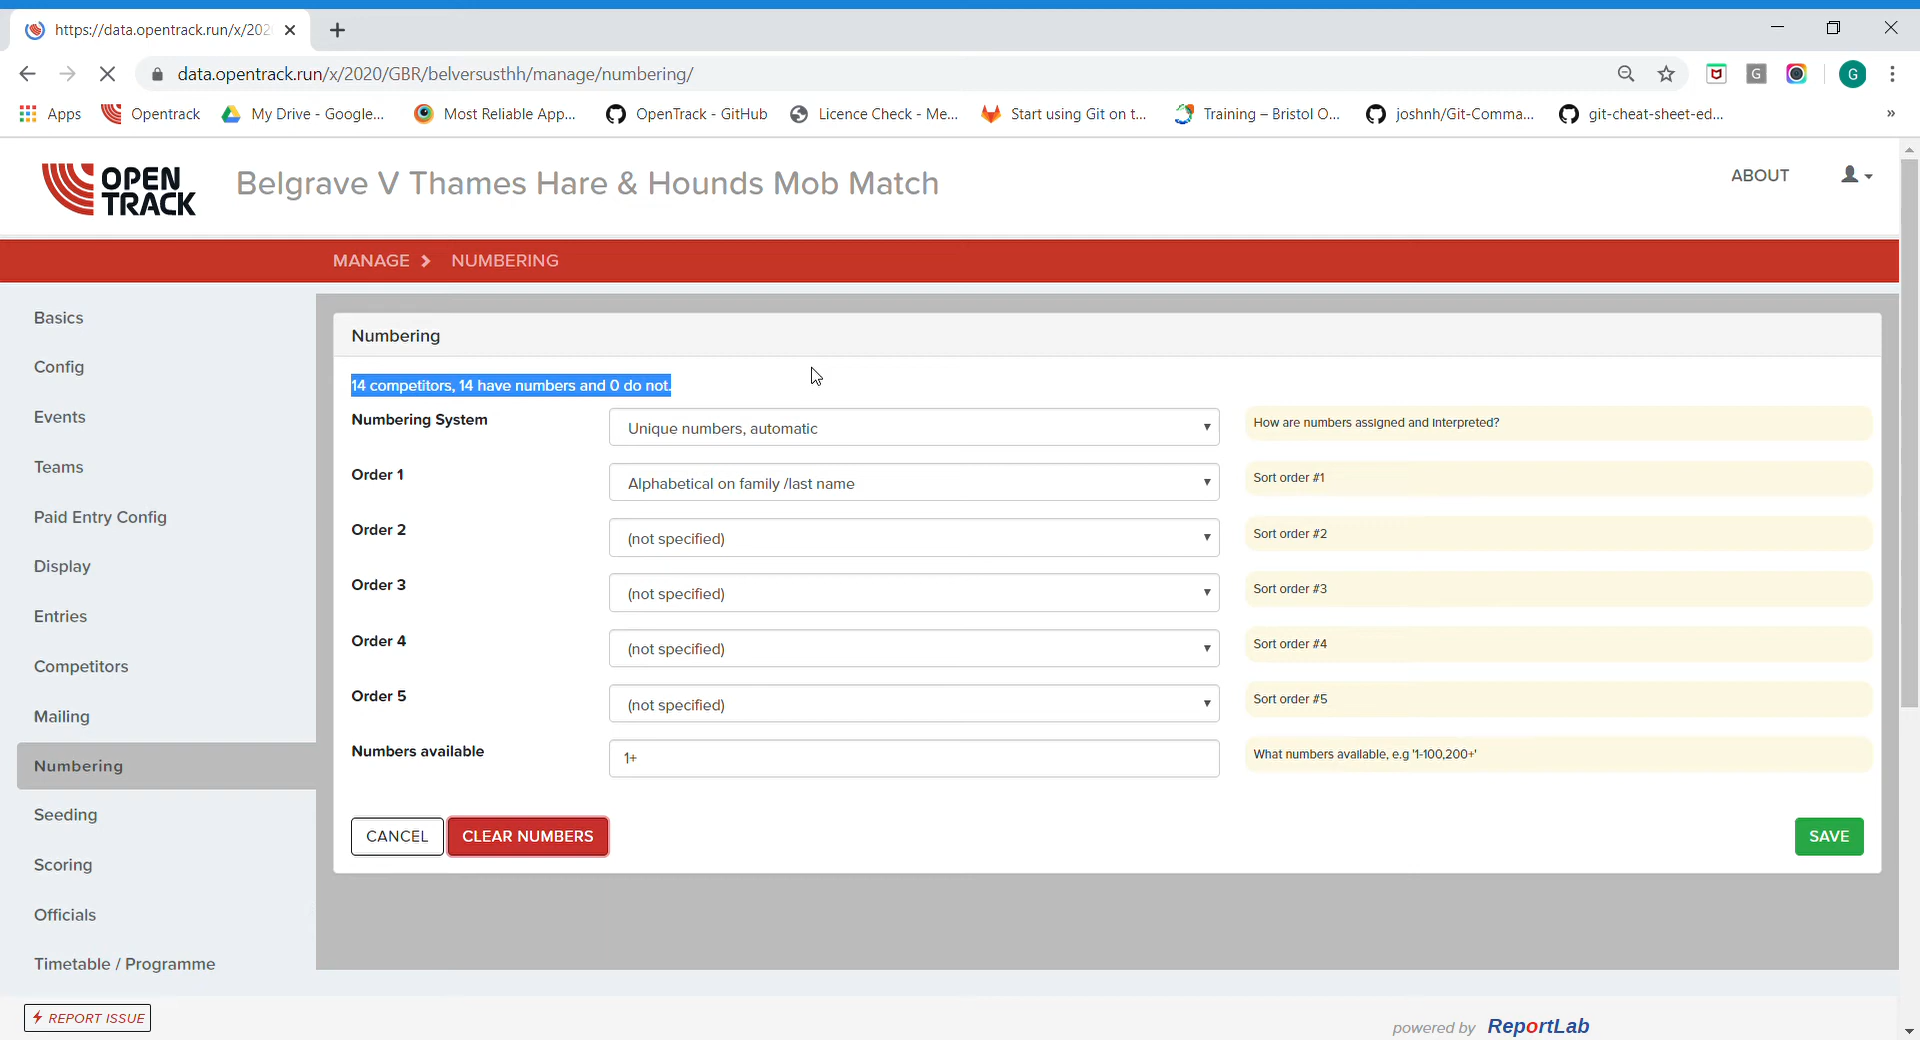 https://data.opentrack.run/x/202
data.opentrack.run/x/2020/GBR/belversusthh/manage/numbering/
G
G
Apps
Opentrack
My Drive - Google...
Most Reliable App...
OpenTrack - GitHub
Licence Check - Me...
Start using Git on t...
Training – Bristol O...
joshnh/Git-Comma...
git-cheat-sheet-ed...
»
OPEN
TRACK
Belgrave V Thames Hare & Hounds Mob Match
ABOUT
MANAGE
NUMBERING
Basics
Config
Events
Teams
Paid Entry Config
Display
Entries
Competitors
Mailing
Numbering
Seeding
Scoring
Officials
Timetable / Programme
Numbering
14 competitors, 14 have numbers and 0 do not.
Numbering System
Unique numbers, automatic
How are numbers assigned and interpreted?
Order 1
Alphabetical on family /last name
Sort order #1
Order 2
(not specified)
Sort order #2
Order 3
(not specified)
Sort order #3
Order 4
(not specified)
Sort order #4
Order 5
(not specified)
Sort order #5
Numbers available
1+
What numbers available, e.g '1-100,200+'
CANCEL
CLEAR NUMBERS
SAVE
REPORT ISSUE
powered by ReportLab